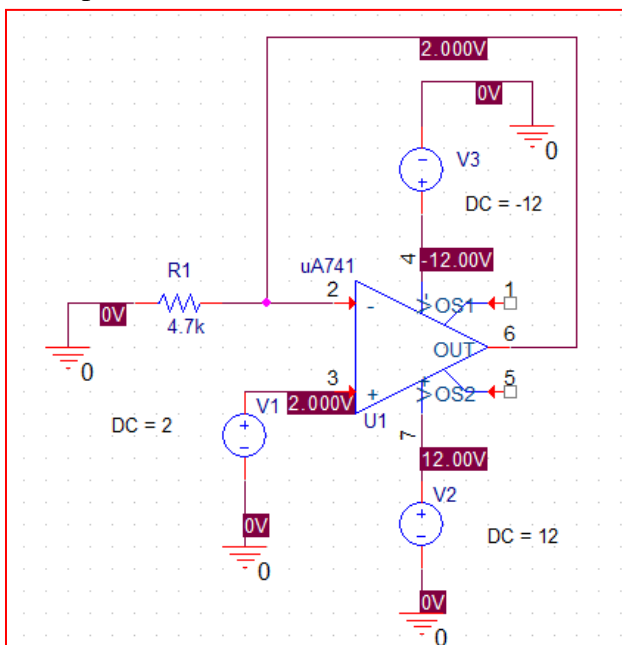 2.000V
0V
0
V3
DC = -12
-12.00V
4
R1
4.7k
0V
0
uA741
2
-
V-
OS1
1
OUT
6
3
+
V+
OS2
5
U1
7
V1
2.000V
DC = 2
0V
0
12.00V
V2
DC = 12
0V
0